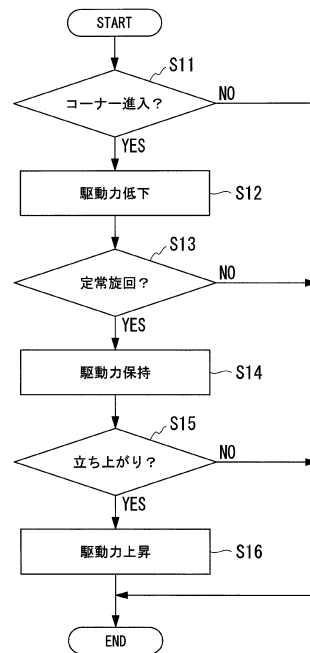 START
S11
コーナー進入?
NO
YES
駆動力低下
S12
S13
定常旋回?
NO
YES
駆動力保持
S14
S15
立ち上がり?
NO
YES
駆動力上昇
S16
END